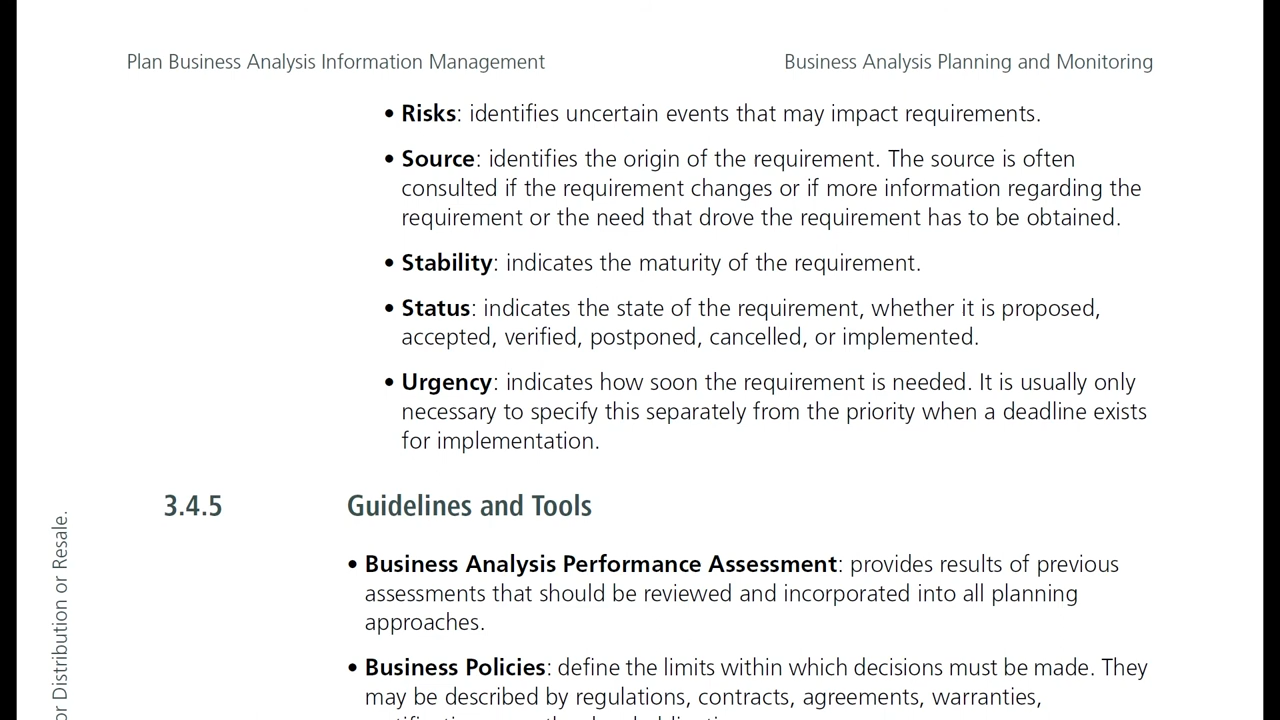 Plan Business Analysis Information Management
Business Analysis Planning and Monitoring
• Risks: identifies uncertain events that may impact requirements.
• Source: identifies the origin of the requirement. The source is often
consulted if the requirement changes or if more information regarding the
requirement or the need that drove the requirement has to be obtained.
• Stability: indicates the maturity of the requirement.
• Status: indicates the state of the requirement, whether it is proposed,
accepted, verified, postponed, cancelled, or implemented.
• Urgency: indicates how soon the requirement is needed. It is usually only
necessary to specify this separately from the priority when a deadline exists
for implementation.
3.4.5 Guidelines and Tools
• Business Analysis Performance Assessment: provides results of previous
assessments that should be reviewed and incorporated into all planning
approaches.
• Business Policies: define the limits within which decisions must be made. They
may be described by regulations, contracts, agreements, warranties,
or Distribution or Resale.